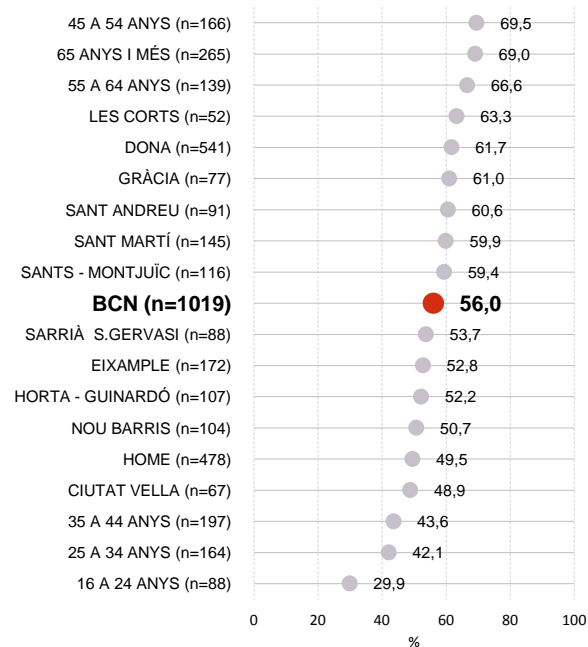 45 A 54 ANYS (n=166) 69,5
65 ANYS I MÉS (n=265) 69,0
55 A 64 ANYS (n=139) 66,6
LES CORTS (n=52) 63,3
DONA (n=541) 61,7
GRÀCIA (n=77) 61,0
SANT ANDREU (n=91) 60,6
SANT MARTÍ (n=145) 59,9
SANTS - MONTJUÏC (n=116) 59,4
BCN (n=1019) 56,0
SARRIÀ S.GERVASI (n=88) 53,7
EIXAMPLE (n=172) 52,8
HORTA - GUINARDÓ (n=107) 52,2
NOU BARRIS (n=104) 50,7
HOME (n=478) 49,5
CIUTAT VELLA (n=67) 48,9
35 A 44 ANYS (n=197) 43,6
25 A 34 ANYS (n=164) 42,1
16 A 24 ANYS (n=88) 29,9
0 20 40 60 80 100
%